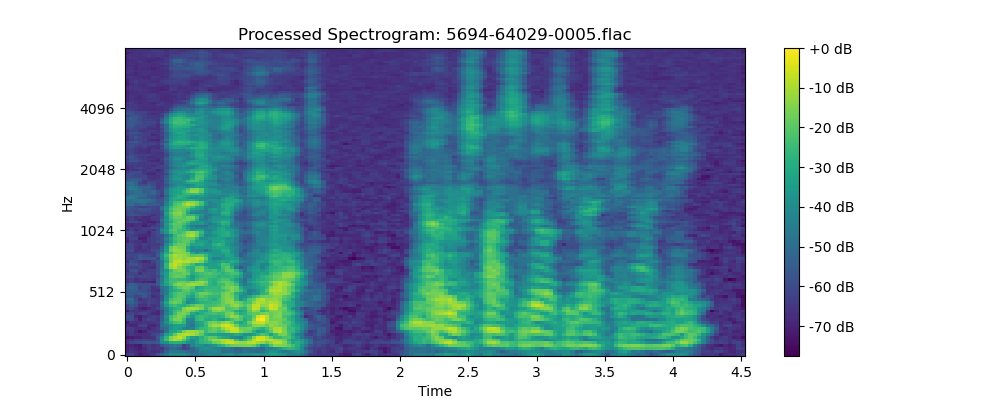 Processed Spectrogram: 5694-64029-0005.flac
Hz
4096
2048
1024
512
0
0 0.5 1 1.5 2 2.5 3 3.5 4 4.5
Time
+0 dB
-10 dB
-20 dB
-30 dB
-40 dB
-50 dB
-60 dB
-70 dB